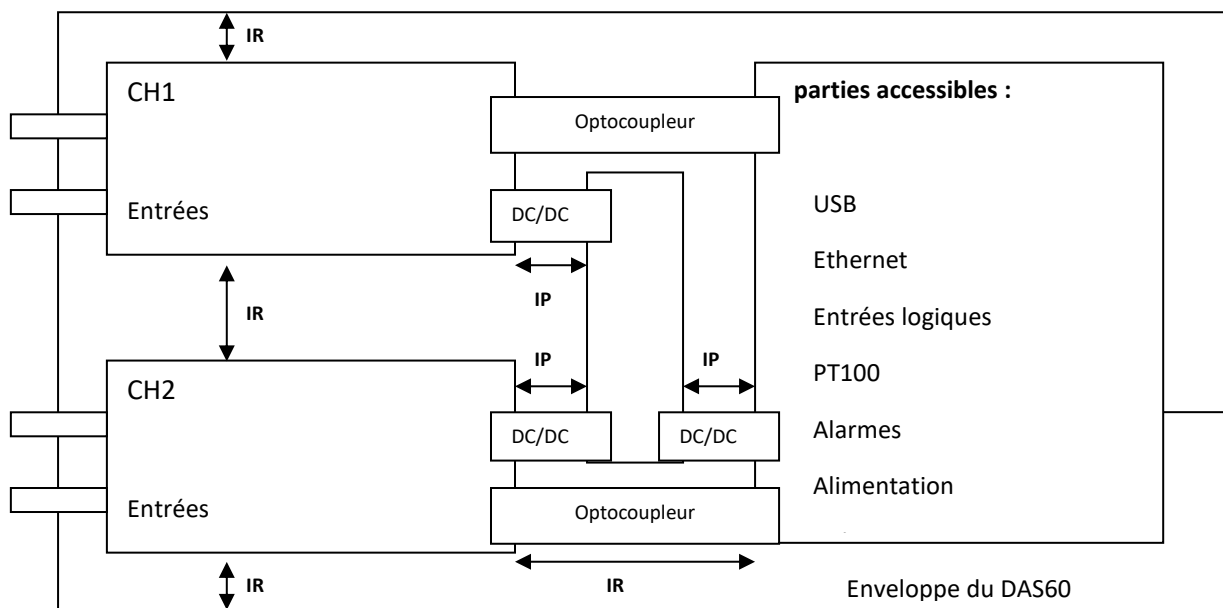 IR
CH1
Entrées
Optocoupleur
DC/DC
IP
IR
IP
IP
CH2
Entrées
DC/DC
DC/DC
Optocoupleur
IR
IR
parties accessibles :
USB
Ethernet
Entrées logiques
PT100
Alarmes
Alimentation
Enveloppe du DAS60